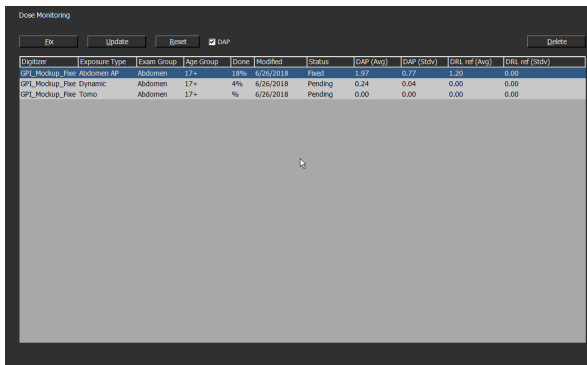 Dose Monitoring
Fix Update Reset DAP Delete
Digitizer Exposure Type Exam Group Age Group Done Modified Status DAP (Avg) DAP (Stdv) DRL ref (Avg) DRL ref (Stdv)
GPI_Mockup_Fixe Abdomen AP Abdomen 17+ 18% 6/26/2018 Fixed 1.97 0.77 1.20 0.00
GPI_Mockup_Fixe Dynamic Abdomen 17+ 4% 6/26/2018 Pending 0.24 0.04 0.00 0.00
GPI_Mockup_Fixe Tomo Abdomen 17+ % 6/26/2018 Pending 0.00 0.00 0.00 0.00